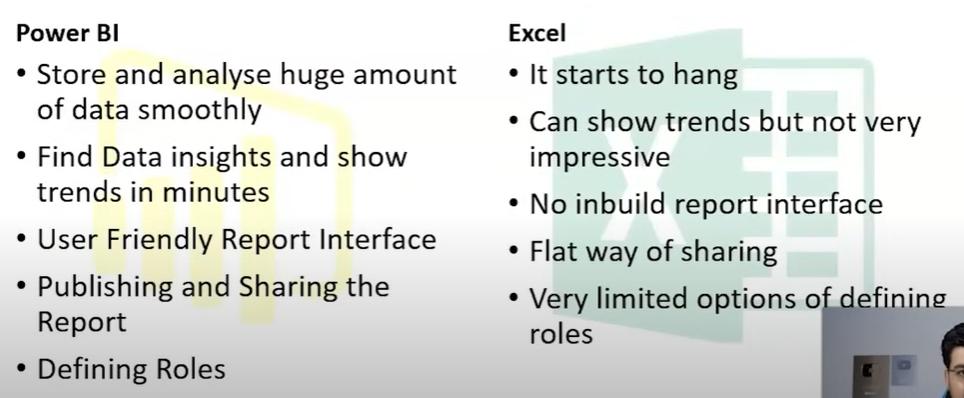 Power BI
• Store and analyse huge amount
of data smoothly
• Find Data insights and show
trends in minutes
• User Friendly Report Interface
• Publishing and Sharing the
Report
• Defining Roles
Excel
• It starts to hang
• Can show trends but not very
impressive
• No inbuild report interface
• Flat way of sharing
• Very limited options of defining
roles